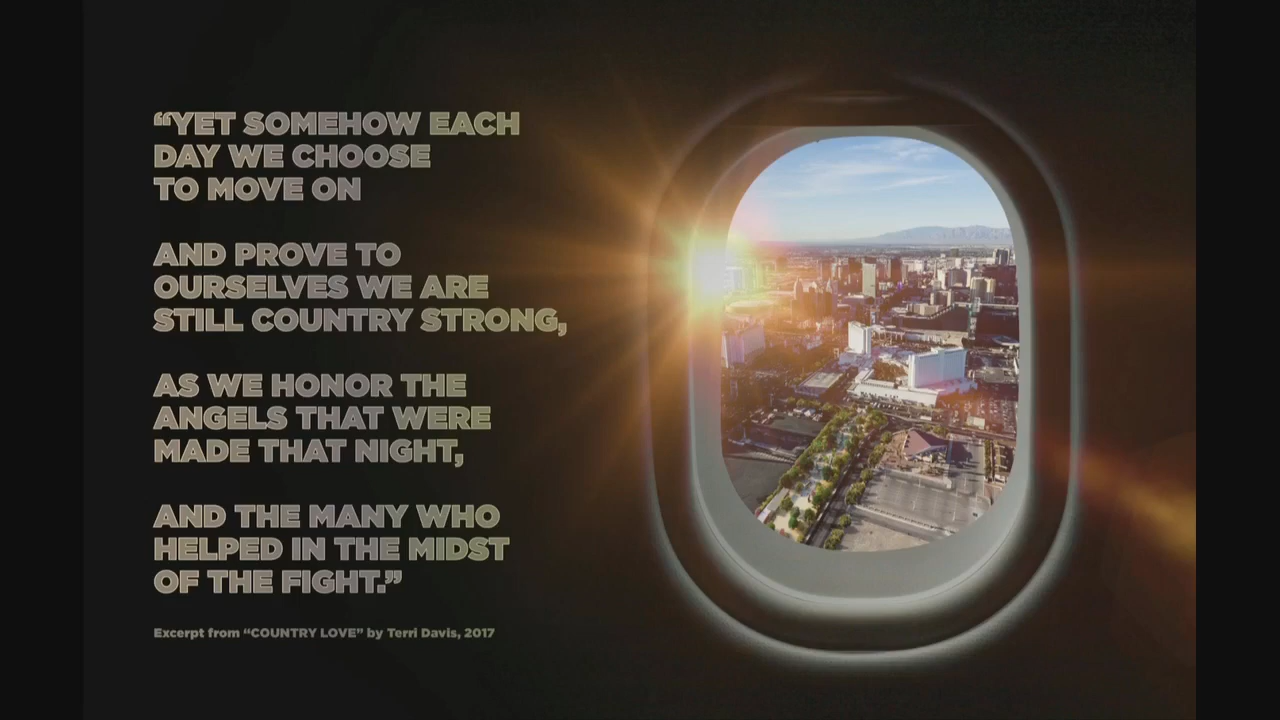 “YET SOMEHOW EACH
DAY WE CHOOSE
TO MOVE ON
AND PROVE TO
OURSELVES WE ARE
STILL COUNTRY STRONG,
AS WE HONOR THE
ANGELS THAT WERE
MADE THAT NIGHT,
AND THE MANY WHO
HELPED IN THE MIDST
OF THE FIGHT.”
Excerpt from “COUNTRY LOVE” by Terri Davis, 2017